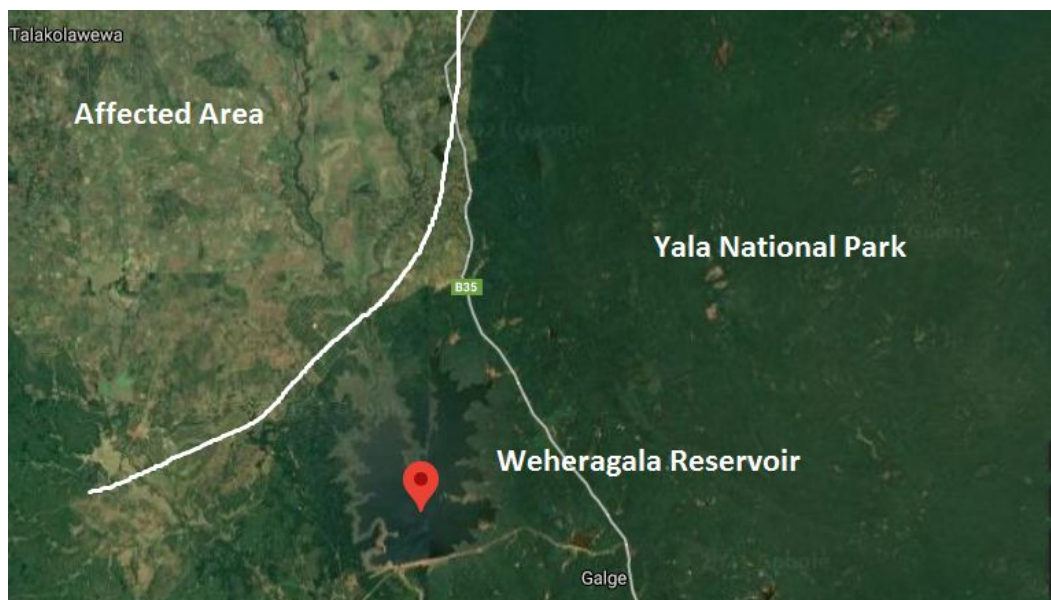 Talakolawewa
Affected Area
Yala National Park
B35
Weheragala Reservoir
Galge